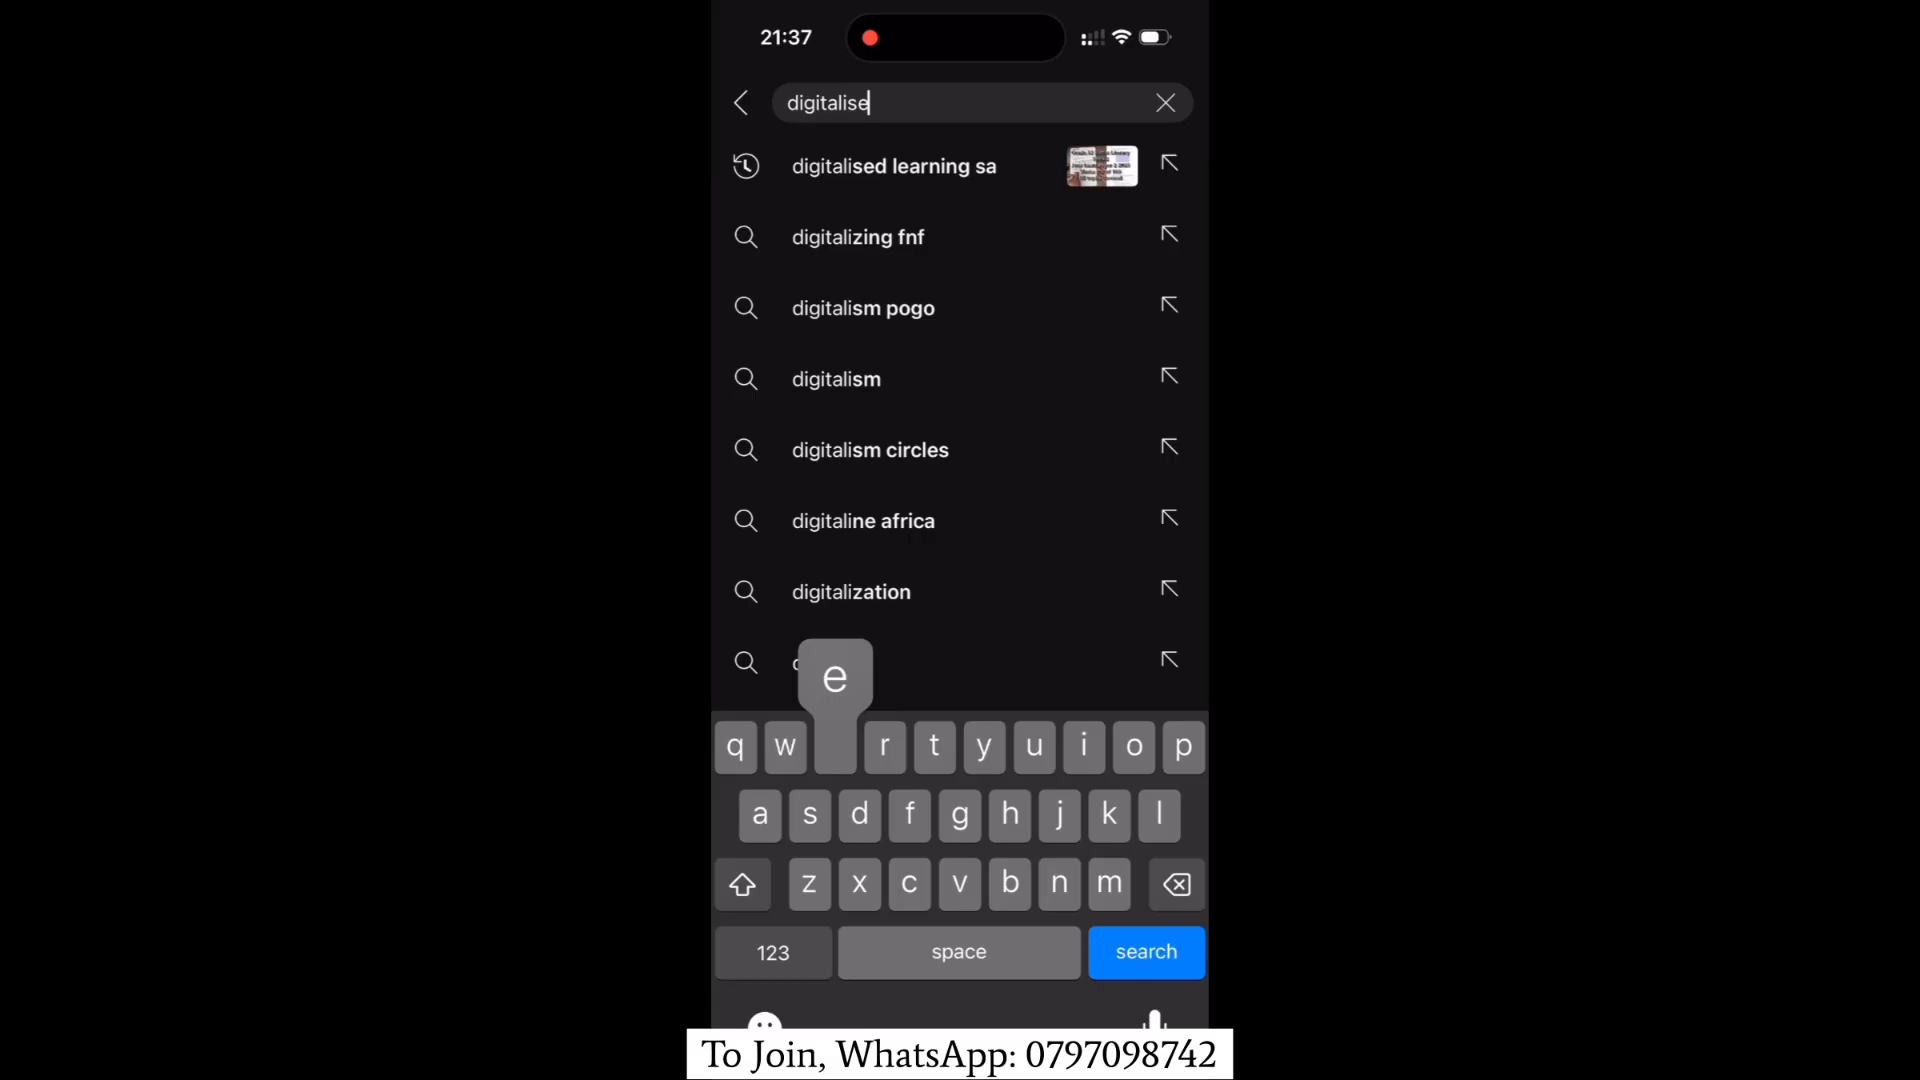 21:37
digitalise
digitalised learning sa
digitalizing fnf
digitalism pogo
digitalism
digitalism circles
digitaline africa
digitalization
e
q w r t y u i o p
a s d f g h j k l
z x c v b n m
123 space search
To Join, WhatsApp: 0797098742